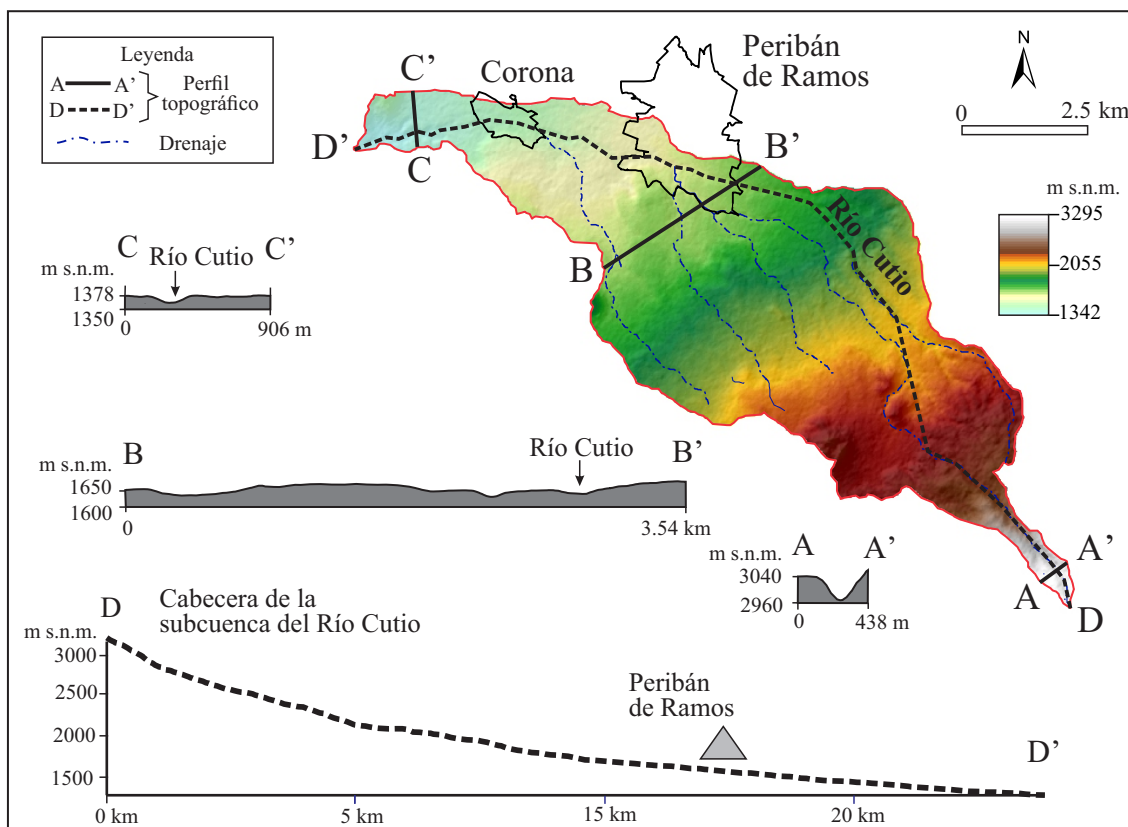 Leyenda
A A' Perfil
D D' topográfico
Drenaje
C'
Corona
Peribán
de Ramos
N
0 2.5 km
D'
C
B'
B
Río Cutio
m s.n.m.
3295
2055
1342
A'
A
D
C Río Cutio C'
m s.n.m.
1378
1350
0 906 m
B Río Cutio B'
m s.n.m.
1650
1600
0 3.54 km
A A'
m s.n.m.
3040
2960
0 438 m
D
Cabecera de la
subcuenca del Río Cutio
m s.n.m.
3000
2500
2000
1500
Peribán
de Ramos
D'
0 km 5 km 15 km 20 km